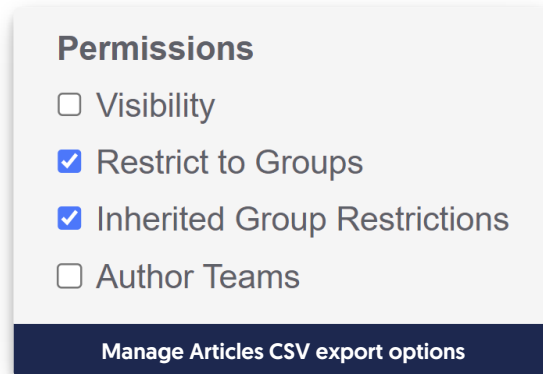 Permissions
Visibility
Restrict to Groups
Inherited Group Restrictions
Author Teams
Manage Articles CSV export options